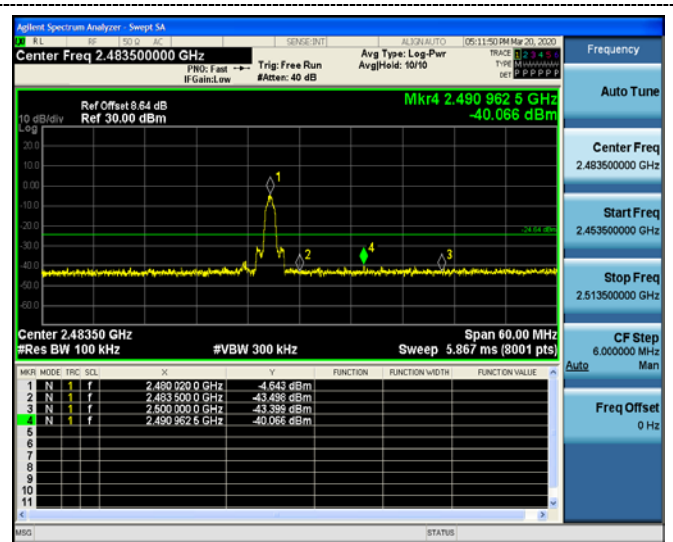 Agilent Spectrum Analyzer - Swept SA
RL RF 50 Ω AC SENSE:INT ALIGNAUTO 05:11:50 PM Mar 20, 2020
Center Freq 2.483500000 GHz
PNO: Fast
IFGain:Low
Trig: Free Run
#Atten: 40 dB
Avg Type: Log-Pwr
Avg|Hold: 10/10
TRACE 1 2 3 4 5 6
TYPE M
DET P P P P P P
Frequency
Auto Tune
Center Freq
2.483500000 GHz
Start Freq
2.453500000 GHz
Stop Freq
2.513500000 GHz
CF Step
6.000000 MHz
Auto Man
Freq Offset
0 Hz
Mkr4 2.490 962 5 GHz
-40.066 dBm
Ref Offset 8.64 dB
Ref 30.00 dBm
10 dB/div
Log
20.0
10.0
0.00
-10.0
-20.0
-30.0
-40.0
-50.0
-60.0
1
2
4
3
-24.64 dBm
Center 2.48350 GHz
#Res BW 100 kHz
#VBW 300 kHz
Span 60.00 MHz
Sweep 5.867 ms (8001 pts)
MKR MODE TRC SCL X Y FUNCTION FUNCTION WIDTH FUNCTION VALUE
1 N 1 f 2.480 020 0 GHz -4.643 dBm
2 N 1 f 2.483 500 0 GHz -43.498 dBm
3 N 1 f 2.500 000 0 GHz -43.399 dBm
4 N 1 f 2.490 962 5 GHz -40.066 dBm
5
6
7
8
9
10
11
MSG STATUS